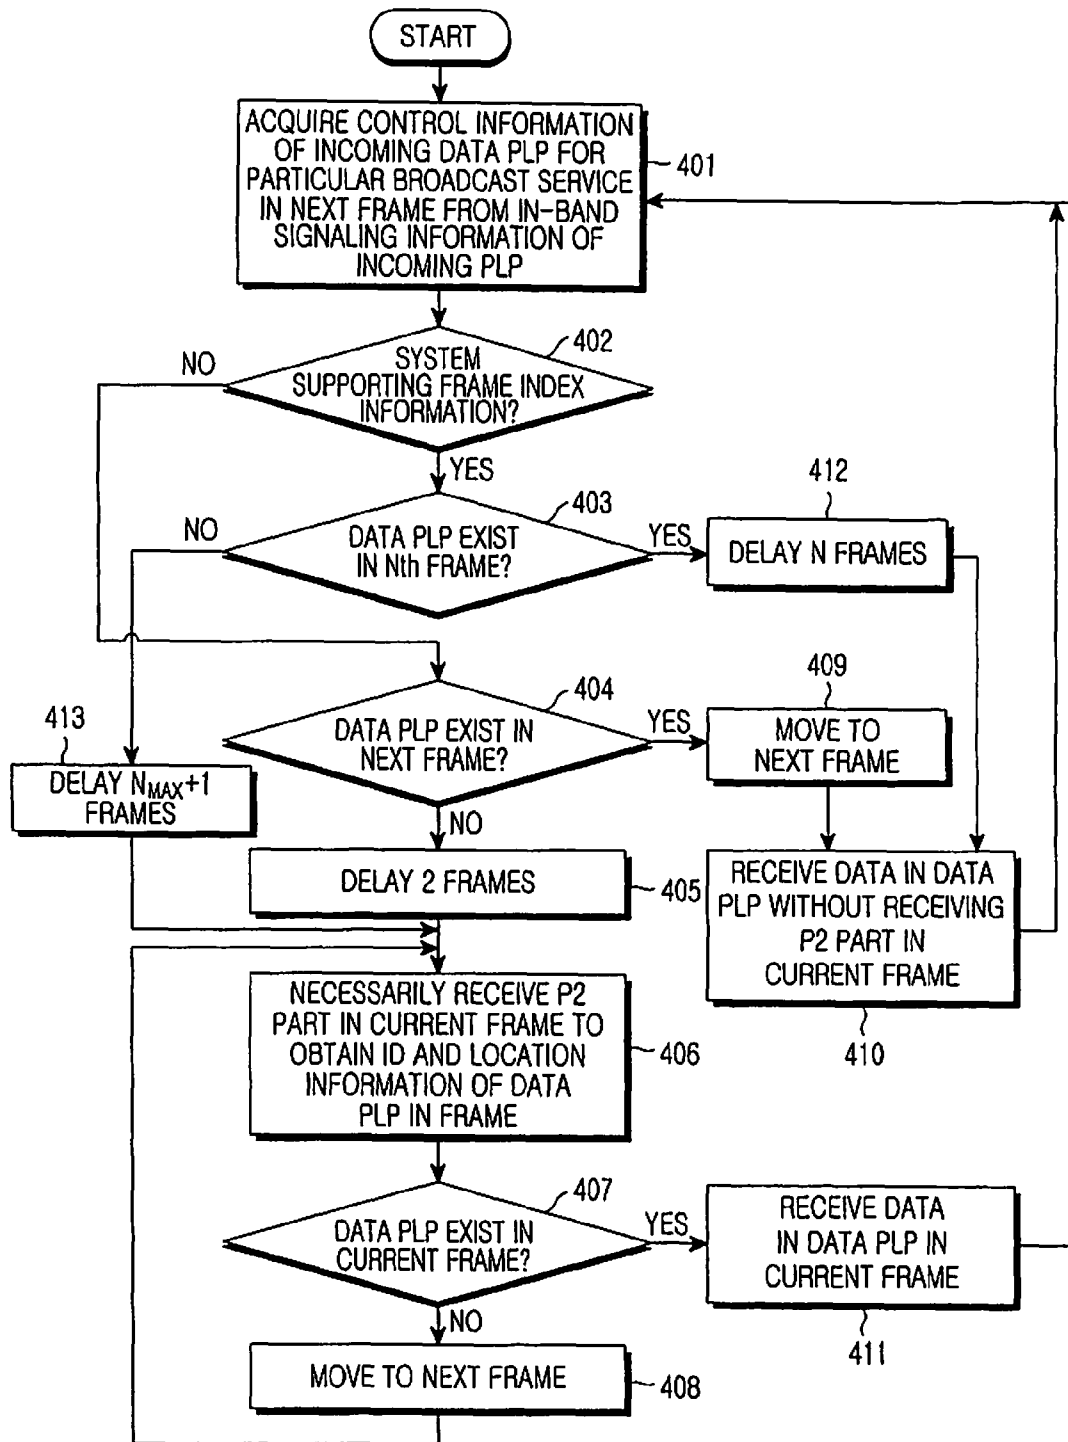 START
ACQUIRE CONTROL INFORMATION
OF INCOMING DATA PLP FOR
PARTICULAR BROADCAST SERVICE
IN NEXT FRAME FROM IN-BAND
SIGNALING INFORMATION OF
INCOMING PLP
401
402
NO
SYSTEM
SUPPORTING FRAME INDEX
INFORMATION?
YES
403
NO
DATA PLP EXIST
IN Nth FRAME?
YES
412
DELAY N FRAMES
404
DATA PLP EXIST IN
NEXT FRAME?
YES
409
MOVE TO
NEXT FRAME
413
DELAY NMAX+1
FRAMES
NO
DELAY 2 FRAMES
405
RECEIVE DATA IN DATA
PLP WITHOUT RECEIVING
P2 PART IN
CURRENT FRAME
410
NECESSARILY RECEIVE P2
PART IN CURRENT FRAME TO
OBTAIN ID AND LOCATION
INFORMATION OF DATA
PLP IN FRAME
406
407
DATA PLP EXIST IN
CURRENT FRAME?
YES
RECEIVE DATA
IN DATA PLP IN
CURRENT FRAME
411
NO
MOVE TO NEXT FRAME
408